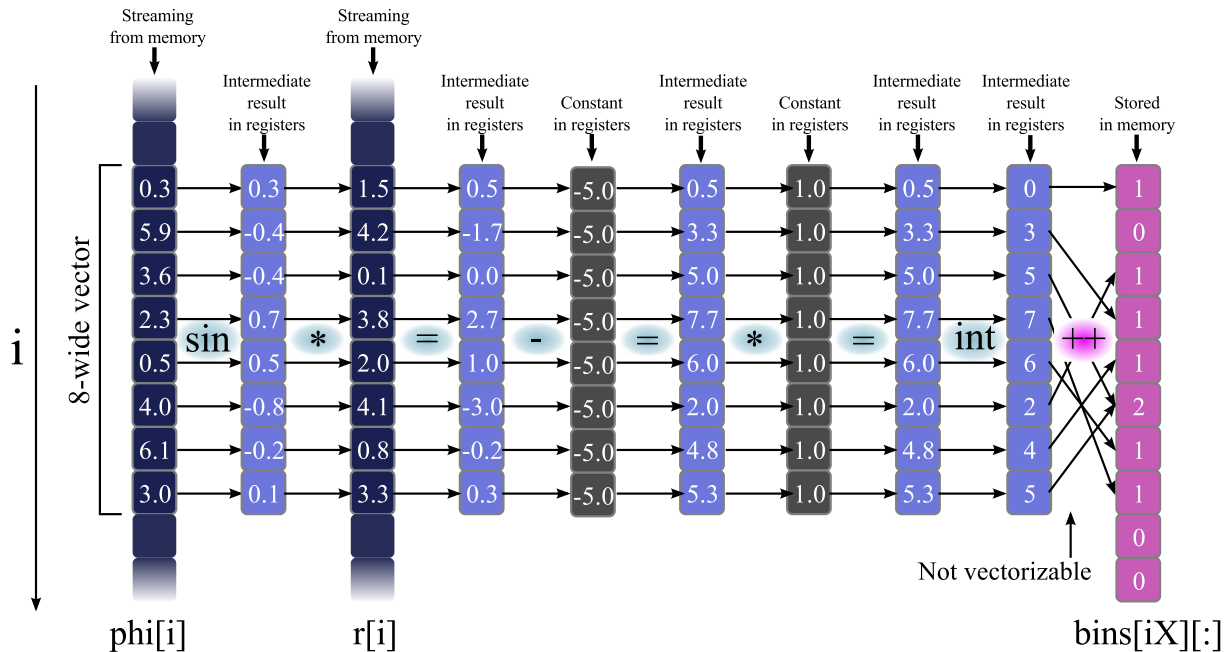 Streaming
from memory
Streaming
from memory
Intermediate
result
in registers
Intermediate
result
in registers
Constant
in registers
Intermediate
result
in registers
Constant
in registers
Intermediate
result
in registers
Intermediate
result
in registers
Stored
in memory
i
8-wide vector
0.3 0.3 1.5 0.5 -5.0 0.5 1.0 0.5 0 1
5.9 -0.4 4.2 -1.7 -5.0 3.3 1.0 3.3 3 0
3.6 -0.4 0.1 0.0 -5.0 5.0 1.0 5.0 5 1
2.3 0.7 3.8 2.7 -5.0 7.7 1.0 7.7 7 1
sin * = - = * = int ++
0.5 0.5 2.0 1.0 -5.0 6.0 1.0 6.0 6 1
4.0 -0.8 4.1 -3.0 -5.0 2.0 1.0 2.0 2 2
6.1 -0.2 0.8 -0.2 -5.0 4.8 1.0 4.8 4 1
3.0 0.1 3.3 0.3 -5.0 5.3 1.0 5.3 5 1
0
0
Not vectorizable
phi[i]
r[i]
bins[iX][:]